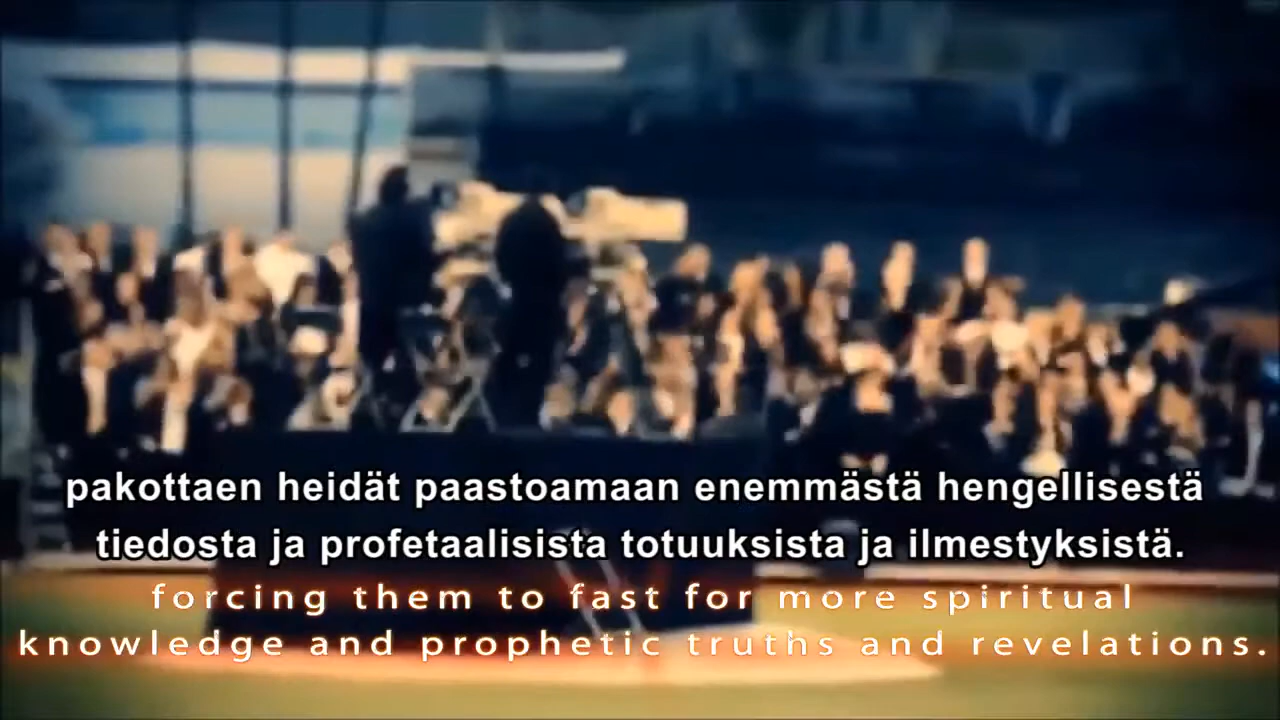 pakottaen heidät paastoamaan enemmästä hengellisestä
tiedosta ja profetaalisista totuuksista ja ilmestyksistä.
forcing them to fast for more spiritual
knowledge and prophetic truths and revelations.